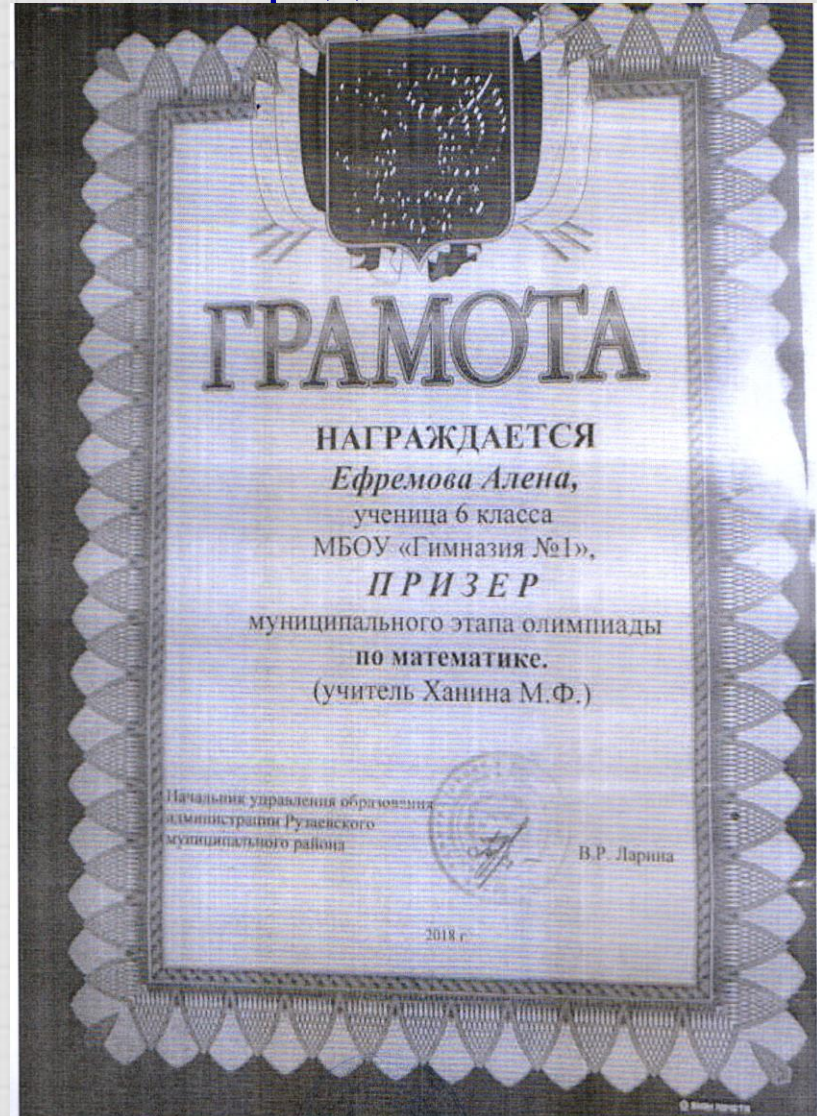 ГРАМОТА
НАГРАЖДАЕТСЯ
Ефремова Алена,
ученица 6 класса
МБОУ «Гимназия №1»,
ПРИЗЕР
муниципального этапа олимпиады
по математике.
(учитель Ханина М.Ф.)
Начальник управления образования
администрации Рузаевского
муниципального района
В.Р. Ларина
2018 г